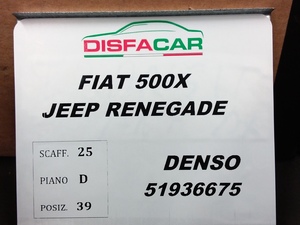 DISFACAR
FIAT 500X
JEEP RENEGADE
SCAFF. 25
PIANO D
POSIZ. 39
DENSO
51936675